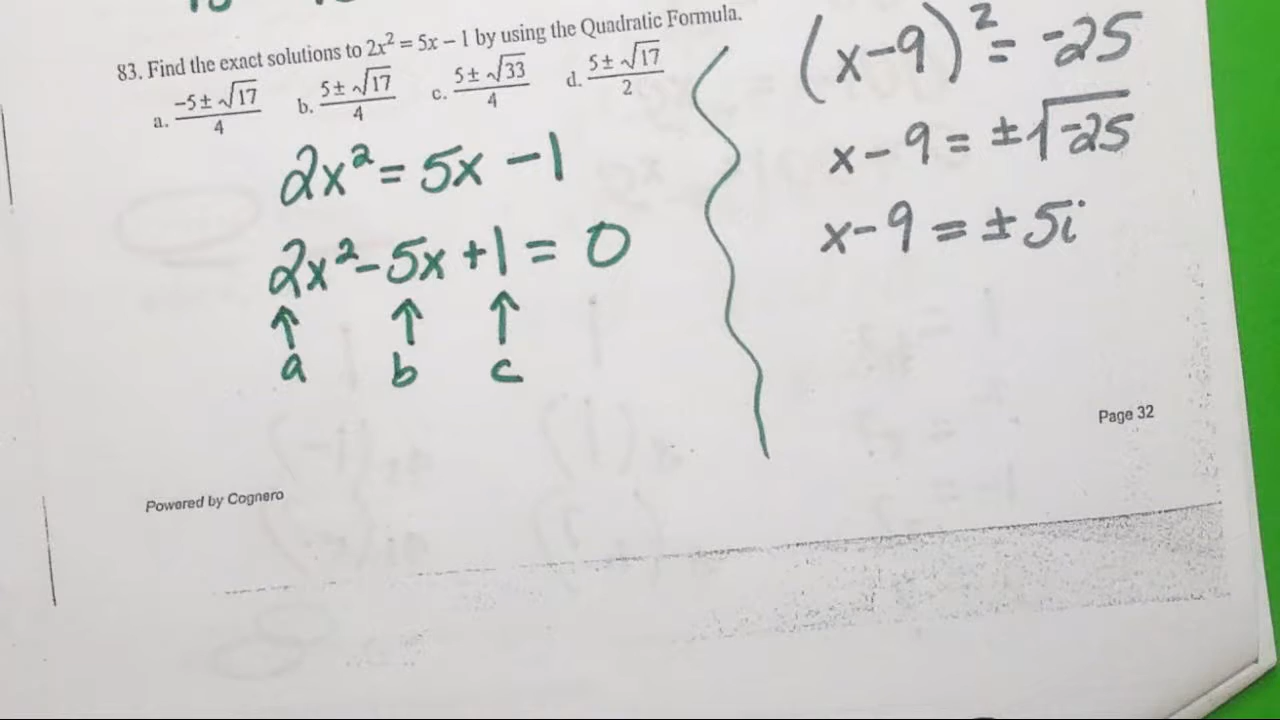 83. Find the exact solutions to 2x² = 5x – 1 by using the Quadratic Formula.
a. (-5 ± √17)/4 b. (5 ± √17)/4 c. (5 ± √33)/4 d. (5 ± √17)/2
2x² = 5x - 1
2x² - 5x + 1 = 0
↑ ↑ ↑
a b c
(x-9)² = -25
x - 9 = ±√-25
x - 9 = ± 5i
Page 32
Powered by Cognero